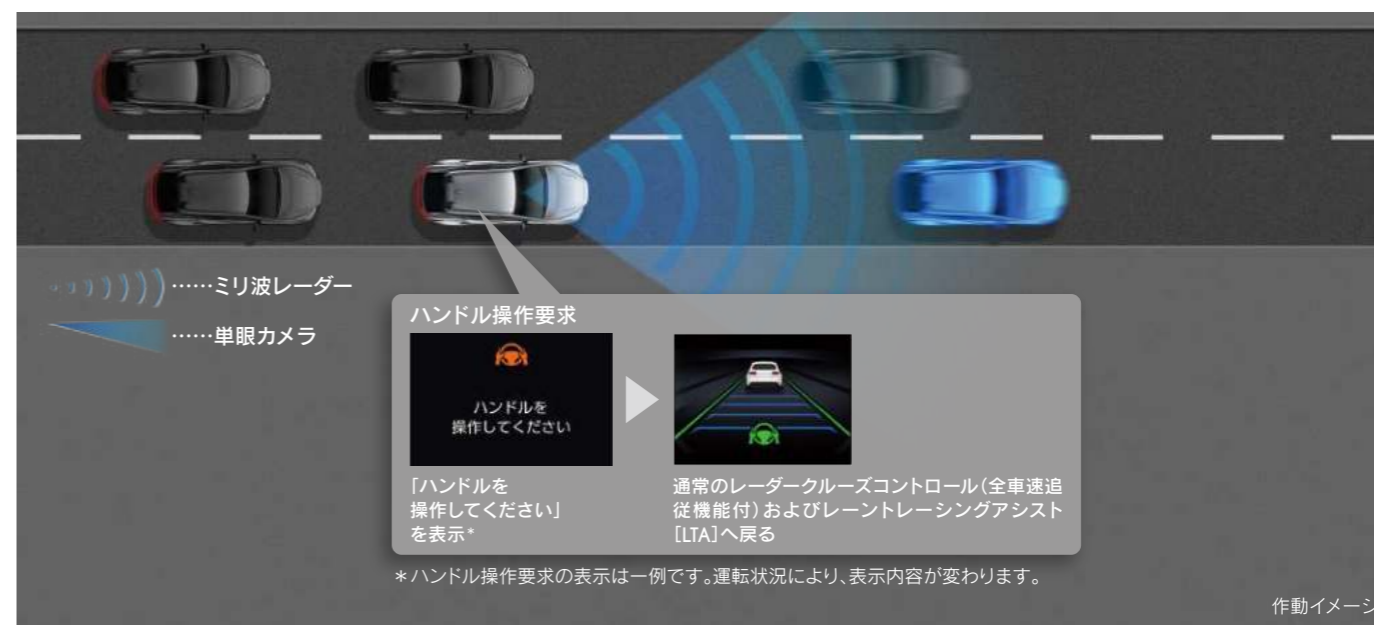 ……ミリ波レーダー
……単眼カメラ
ハンドル操作要求
ハンドルを
操作してください
「ハンドルを
操作してください」
を表示*
通常のレーダークルーズコントロール(全車速追
従機能付)およびレーントレーシングアシスト
[LTA]へ戻る
*ハンドル操作要求の表示は一例です。運転状況により、表示内容が変わります。
作動イメージ